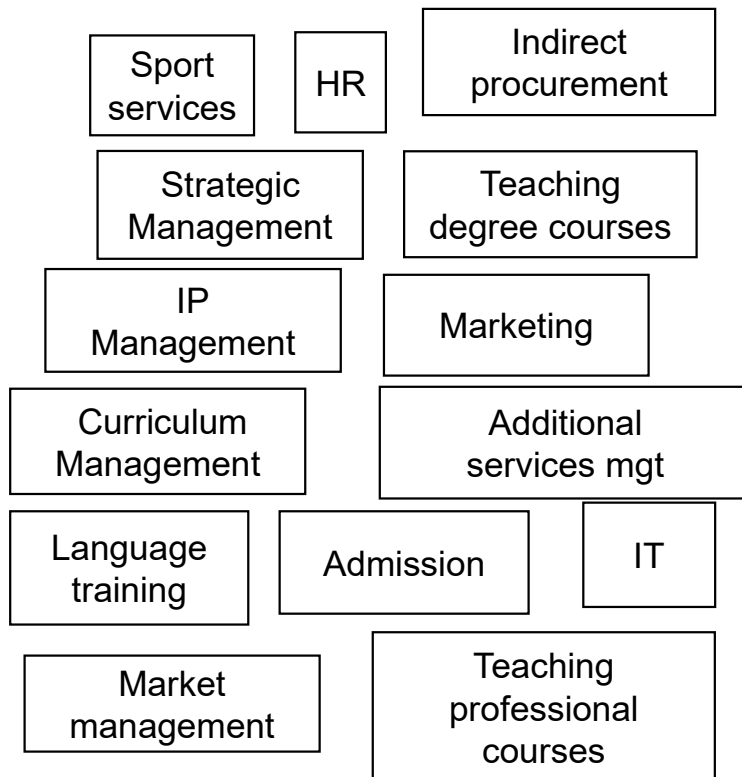 Sport
services
HR
Indirect
procurement
Strategic
Management
Teaching
degree courses
IP
Management
Marketing
Curriculum
Management
Additional
services mgt
Language
training
Admission
IT
Market
management
Teaching
professional
courses